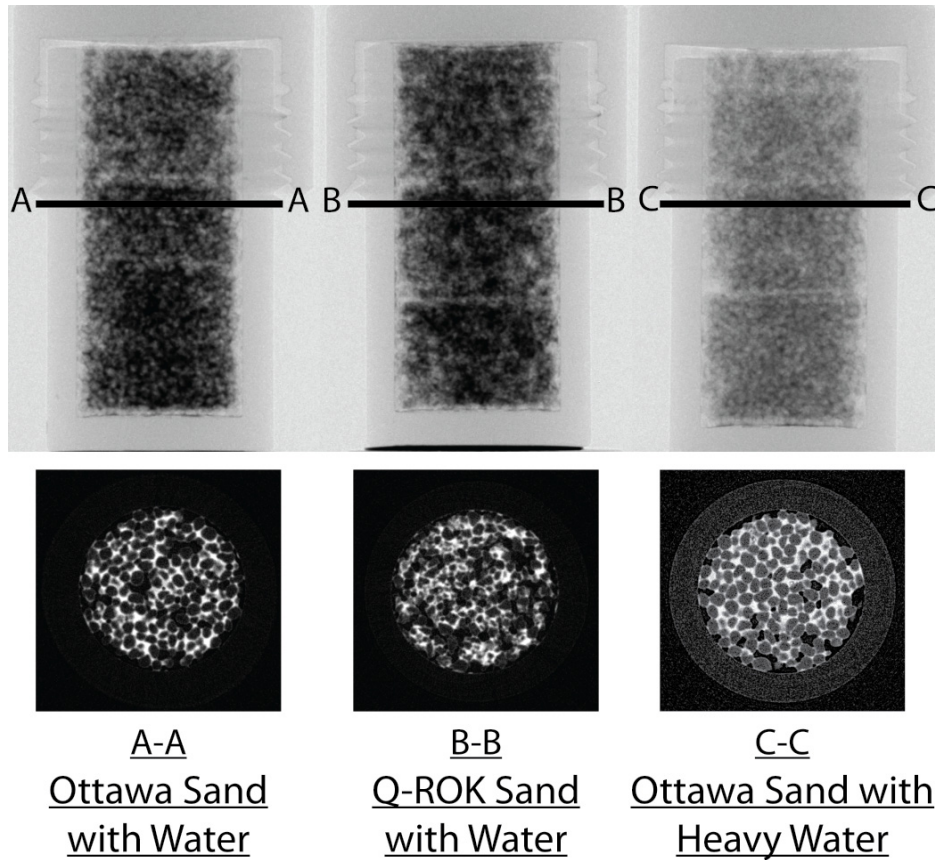 A A B B C C
A-A B-B C-C
Ottawa Sand Q-ROK Sand Ottawa Sand with
with Water with Water Heavy Water